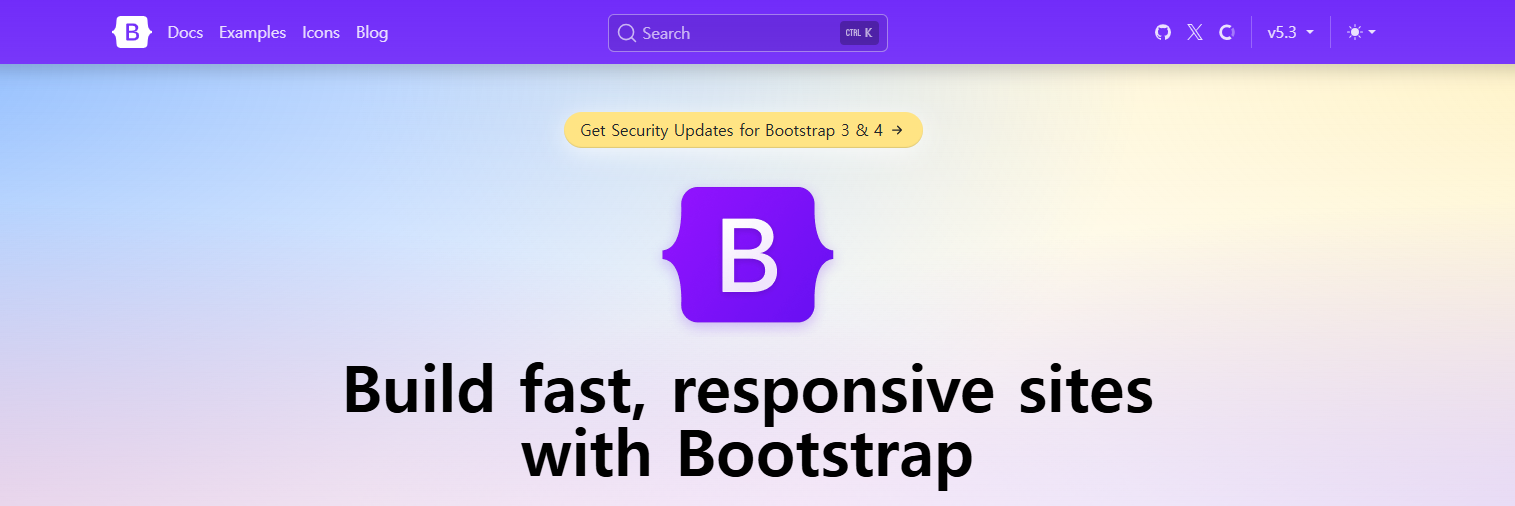 B Docs Examples Icons Blog Search CTRL K v5.3
Get Security Updates for Bootstrap 3 & 4 →
B
Build fast, responsive sites
with Bootstrap